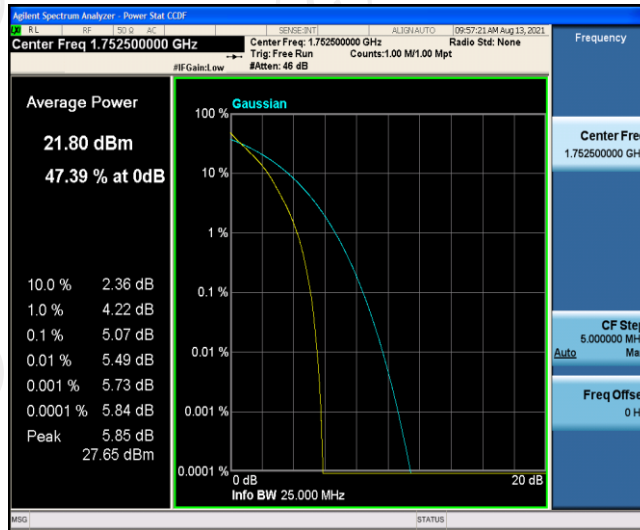 Agilent Spectrum Analyzer - Power Stat CCDF
RL RF 50 Ω AC SENSE:INT ALIGN AUTO 09:57:21 AM Aug 13, 2021
Center Freq 1.752500000 GHz
Center Freq: 1.752500000 GHz Radio Std: None
Trig: Free Run Counts:1.00 M/1.00 Mpt
#IFGain:Low #Atten: 46 dB
Average Power
21.80 dBm
47.39 % at 0dB
10.0 % 2.36 dB
1.0 % 4.22 dB
0.1 % 5.07 dB
0.01 % 5.49 dB
0.001 % 5.73 dB
0.0001 % 5.84 dB
Peak 5.85 dB
27.65 dBm
Gaussian
100 %
10 %
1 %
0.1 %
0.01 %
0.001 %
0.0001 %
0 dB 20 dB
Info BW 25.000 MHz
Frequency
Center Fre
1.752500000 GH
CF Step
5.000000 MH
Auto Ma
Freq Offse
0 H
MSG STATUS